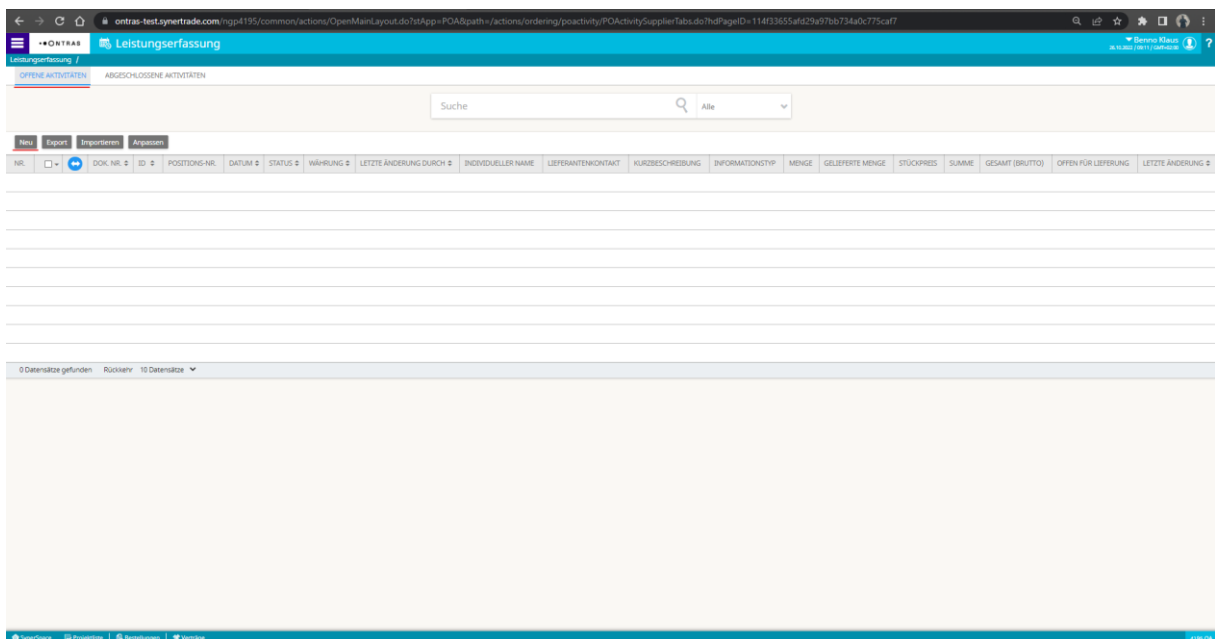 ontras-test.synertrade.com/ngp4195/common/actions/OpenMainLayout.do?stApp=POA&path=/actions/ordering/poactivity/POActivitySupplierTabs.do?hdPageID=114f33655afd29a97bb734a0c775caf7
ONTRAS Leistungserfassung Benno Klaus ?
Leistungserfassung /
OFFENE AKTIVITÄTEN ABGESCHLOSSENE AKTIVITÄTEN
Suche Alle
Neu Export Importieren Anpassen
NR. DOK. NR. ID POSITIONS-NR. DATUM STATUS WÄHRUNG LETZTE ÄNDERUNG DURCH INDIVIDUELLER NAME LIEFERANTENKONTAKT KURZBESCHREIBUNG INFORMATIONSTYP MENGE GELIEFERTE MENGE STÜCKPREIS SUMME GESAMT (BRUTTO) OFFEN FÜR LIEFERUNG LETZTE ÄNDERUNG
0 Datensätze gefunden Rückkehr 10 Datensätze
SynerSpace Projektliste Bestellungen Verträge